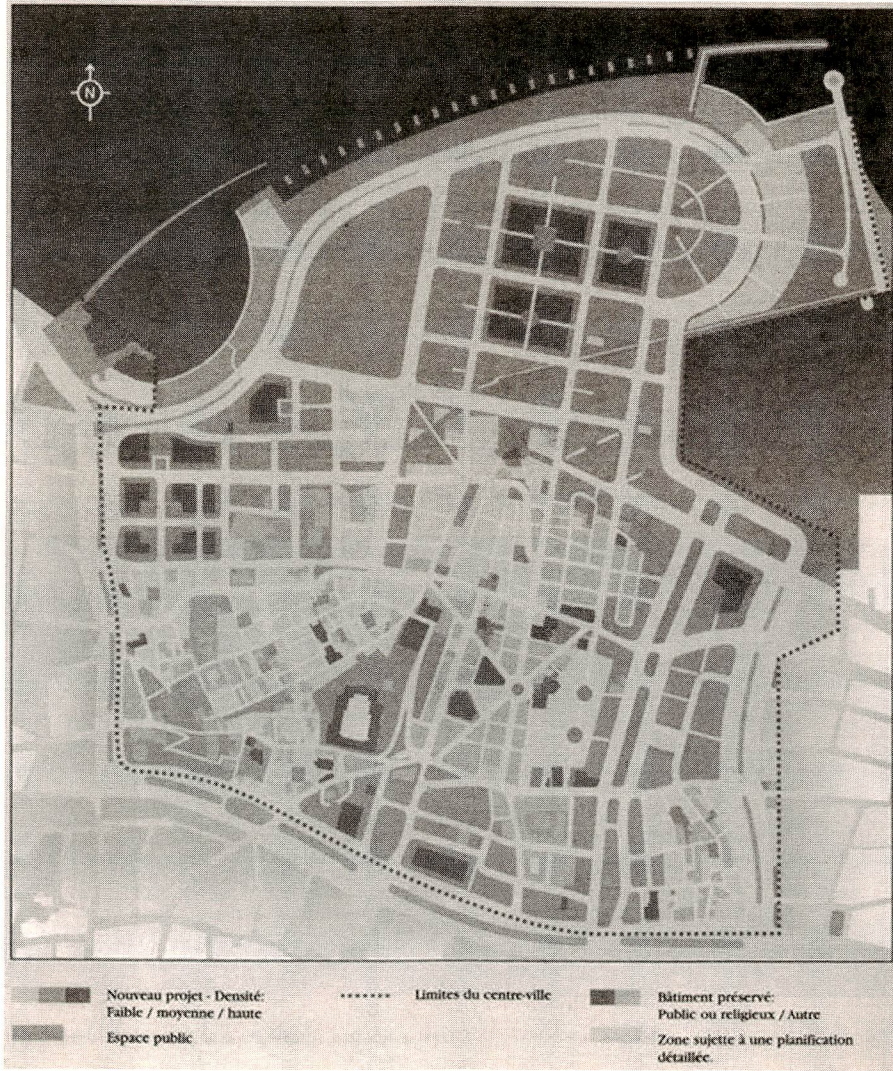 N
Nouveau projet - Densité:
Faible / moyenne / haute
Espace public
Limites du centre-ville
Bâtiment préservé:
Public ou religieux / Autre
Zone sujette à une planification
détaillée.